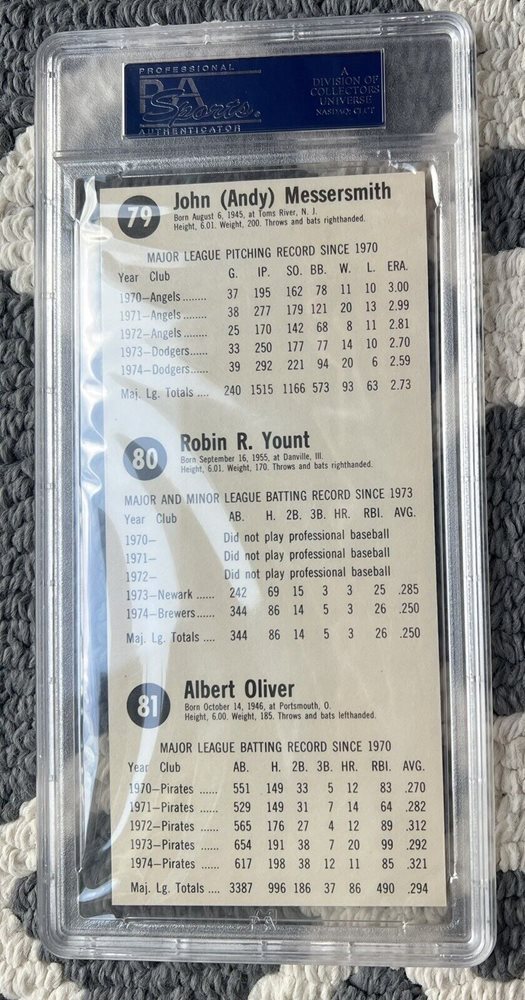 PROFESSIONAL
PSA
Sports.
AUTHENTICATOR
A
DIVISION OF
COLLECTORS
UNIVERSE
NASDAQ: CLCT
79 John (Andy) Messersmith
Born August 6, 1945, at Toms River, N. J.
Height, 6.01. Weight, 200. Throws and bats righthanded.
MAJOR LEAGUE PITCHING RECORD SINCE 1970
Year Club G. IP. SO. BB. W. L. ERA.
1970—Angels ........ 37 195 162 78 11 10 3.00
1971—Angels ........ 38 277 179 121 20 13 2.99
1972—Angels ........ 25 170 142 68 8 11 2.81
1973—Dodgers ...... 33 250 177 77 14 10 2.70
1974—Dodgers ...... 39 292 221 94 20 6 2.59
Maj. Lg. Totals .... 240 1515 1166 573 93 63 2.73
80 Robin R. Yount
Born September 16, 1955, at Danville, Ill.
Height, 6.01. Weight, 170. Throws and bats righthanded.
MAJOR AND MINOR LEAGUE BATTING RECORD SINCE 1973
Year Club AB. H. 2B. 3B. HR. RBI. AVG.
1970— Did not play professional baseball
1971— Did not play professional baseball
1972— Did not play professional baseball
1973—Newark ...... 242 69 15 3 3 25 .285
1974—Brewers ...... 344 86 14 5 3 26 .250
Maj. Lg. Totals .... 344 86 14 5 3 26 .250
81 Albert Oliver
Born October 14, 1946, at Portsmouth, O.
Height, 6.00. Weight, 185. Throws and bats lefthanded.
MAJOR LEAGUE BATTING RECORD SINCE 1970
Year Club AB. H. 2B. 3B. HR. RBI. AVG.
1970—Pirates ...... 551 149 33 5 12 83 .270
1971—Pirates ...... 529 149 31 7 14 64 .282
1972—Pirates ...... 565 176 27 4 12 89 .312
1973—Pirates ...... 654 191 38 7 20 99 .292
1974—Pirates ...... 617 198 38 12 11 85 .321
Maj. Lg. Totals .... 3387 996 186 37 86 490 .294
PSA